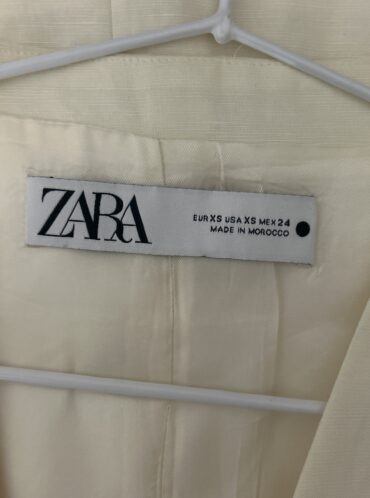 ZARA
EUR XS USA XS MEX 24
MADE IN MOROCCO